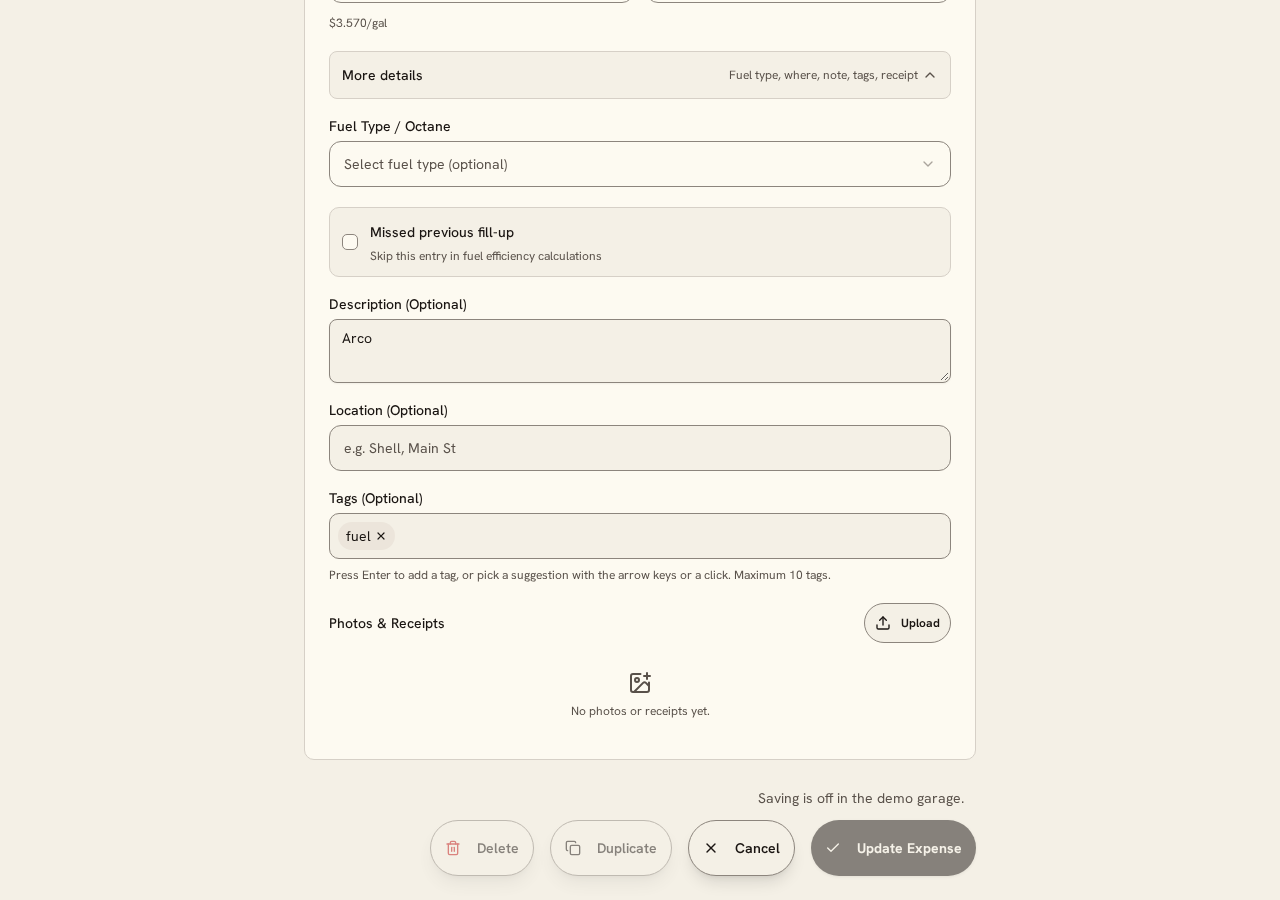 $3.570/gal
More details
Fuel type, where, note, tags, receipt
Fuel Type / Octane
Select fuel type (optional)
Missed previous fill-up
Skip this entry in fuel efficiency calculations
Description (Optional)
Arco
Location (Optional)
e.g. Shell, Main St
Tags (Optional)
fuel
Press Enter to add a tag, or pick a suggestion with the arrow keys or a click. Maximum 10 tags.
Photos & Receipts
Upload
No photos or receipts yet.
Saving is off in the demo garage.
Delete
Duplicate
Cancel
Update Expense